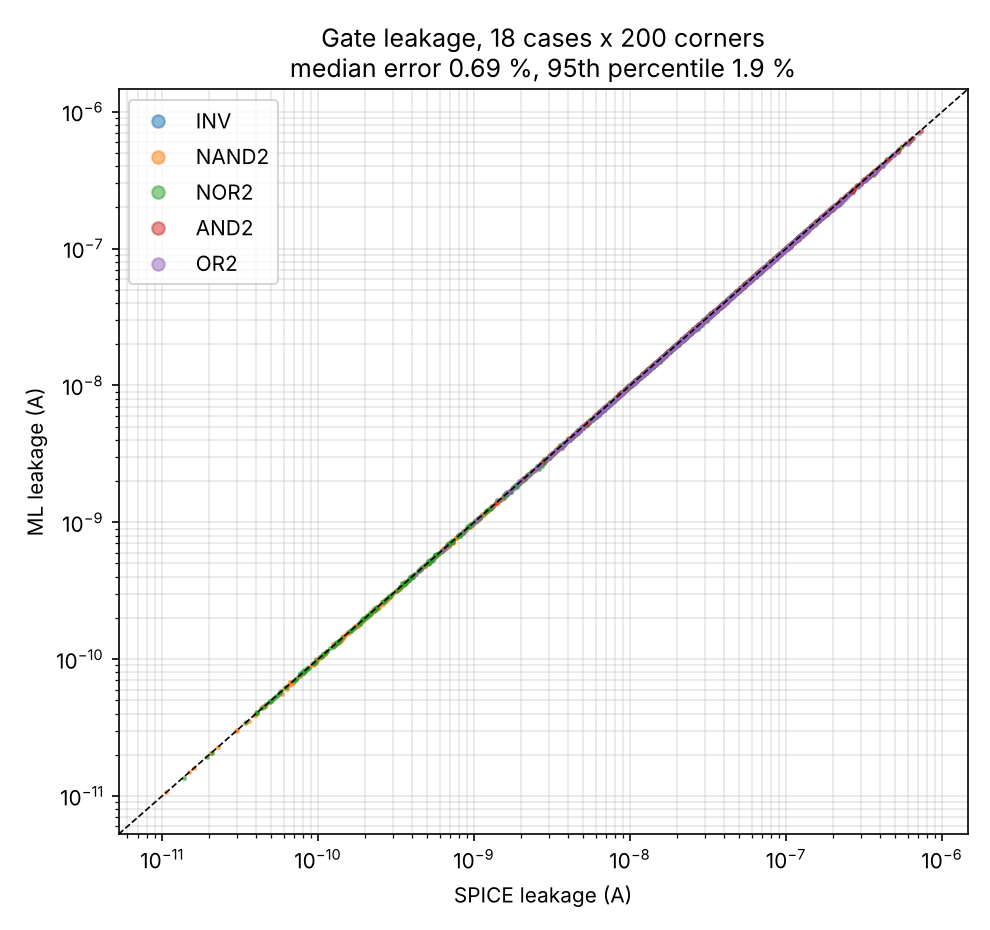 Gate leakage, 18 cases x 200 corners
median error 0.69 %, 95th percentile 1.9 %
INV
NAND2
NOR2
AND2
OR2
ML leakage (A)
10⁻⁶
10⁻⁷
10⁻⁸
10⁻⁹
10⁻¹⁰
10⁻¹¹
10⁻¹¹ 10⁻¹⁰ 10⁻⁹ 10⁻⁸ 10⁻⁷ 10⁻⁶
SPICE leakage (A)